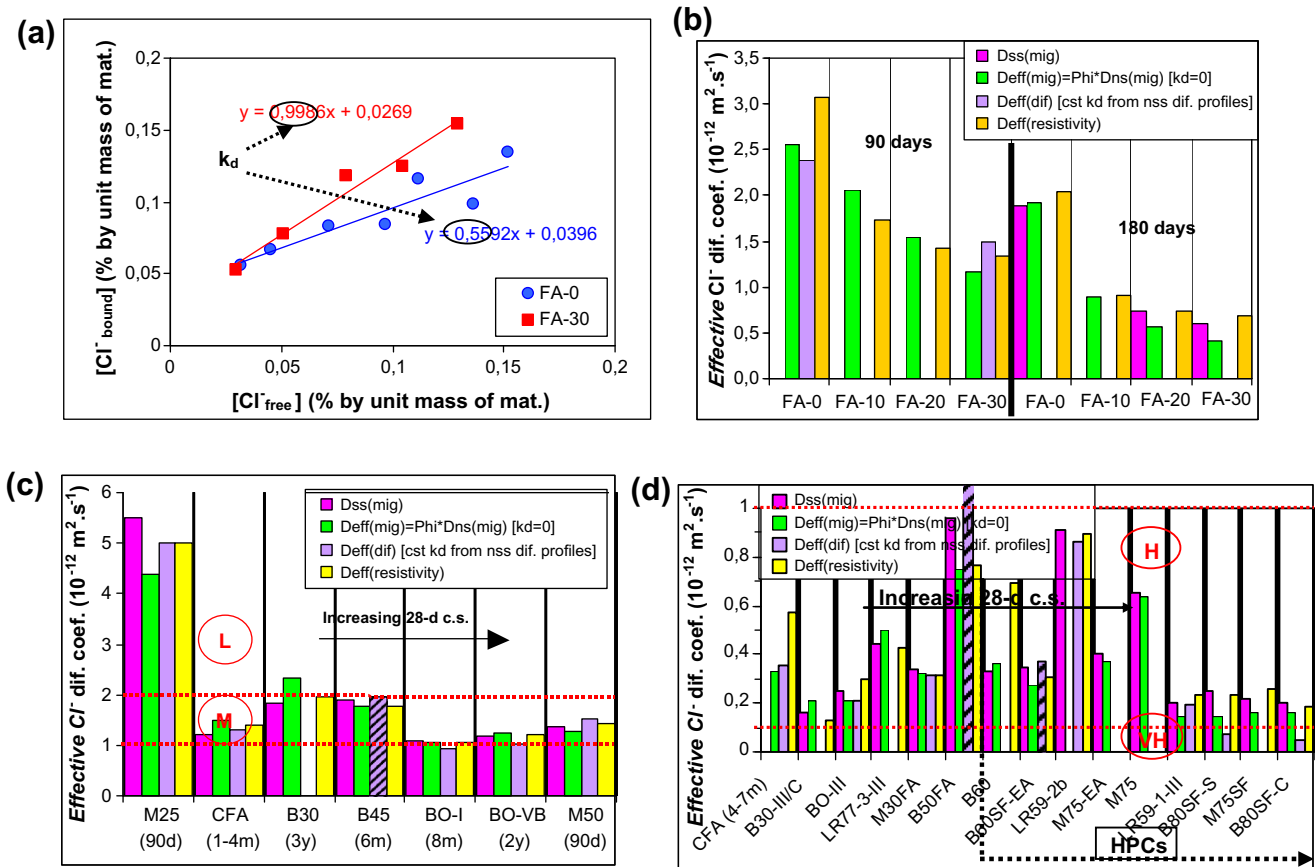 (a)
[Cl⁻bound] (% by unit mass of mat.)
0,2
0,15
0,1
0,05
0
0
0,05
0,1
0,15
0,2
y = 0,9986x + 0,0269
kd
y = 0,5592x + 0,0396
FA-0
FA-30
[Cl⁻free] (% by unit mass of mat.)
(b)
Effective Cl⁻ dif. coef. (10⁻¹² m².s⁻¹)
3,5
3,0
2,5
2,0
1,5
1,0
0,5
0,0
Dss(mig)
Deff(mig)=Phi*Dns(mig) [kd=0]
Deff(dif) [cst kd from nss dif. profiles]
Deff(resistivity)
90 days
180 days
FA-0 FA-10 FA-20 FA-30 FA-0 FA-10 FA-20 FA-30
(c)
Effective Cl⁻ dif. coef. (10⁻¹² m².s⁻¹)
6
5
4
3
2
1
0
Dss(mig)
Deff(mig)=Phi*Dns(mig) [kd=0]
Deff(dif) [cst kd from nss dif. profiles]
Deff(resistivity)
Increasing 28-d c.s.
L
M
M25 CFA B30 B45 BO-I BO-VB M50
(90d) (1-4m) (3y) (6m) (8m) (2y) (90d)
(d)
Effective Cl⁻ dif. coef. (10⁻¹² m².s⁻¹)
1
0,8
0,6
0,4
0,2
0
Dss(mig)
Deff(mig)=Phi*Dns(mig) [kd=0]
Deff(dif) [cst kd from nss dif. profiles]
Deff(resistivity)
Increasing 28-d c.s.
H
VH
CFA (4-7m)
B30-III/C
BO-III
LR77-3-III
M30FA
B50FA
B60
B60SF-EA
LR59-2b
M75-EA
M75
LR59-1-III
B80SF-S
M75SF
B80SF-C
HPCs